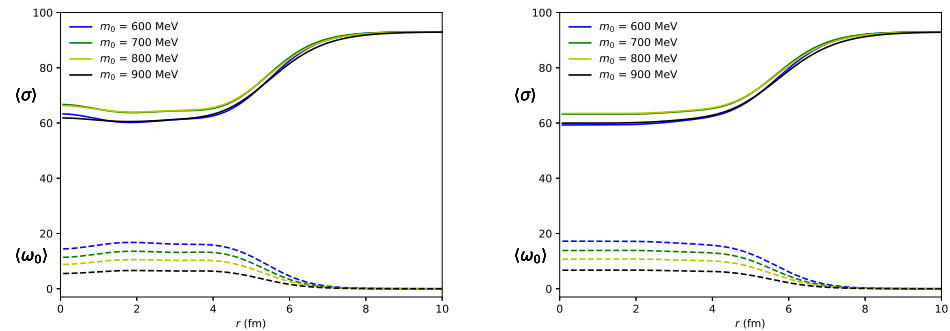 100
80
60
40
20
0
⟨σ⟩
⟨ω₀⟩
m₀ = 600 MeV
m₀ = 700 MeV
m₀ = 800 MeV
m₀ = 900 MeV
0 2 4 6 8 10
r (fm)
100
80
60
40
20
0
⟨σ⟩
⟨ω₀⟩
m₀ = 600 MeV
m₀ = 700 MeV
m₀ = 800 MeV
m₀ = 900 MeV
0 2 4 6 8 10
r (fm)